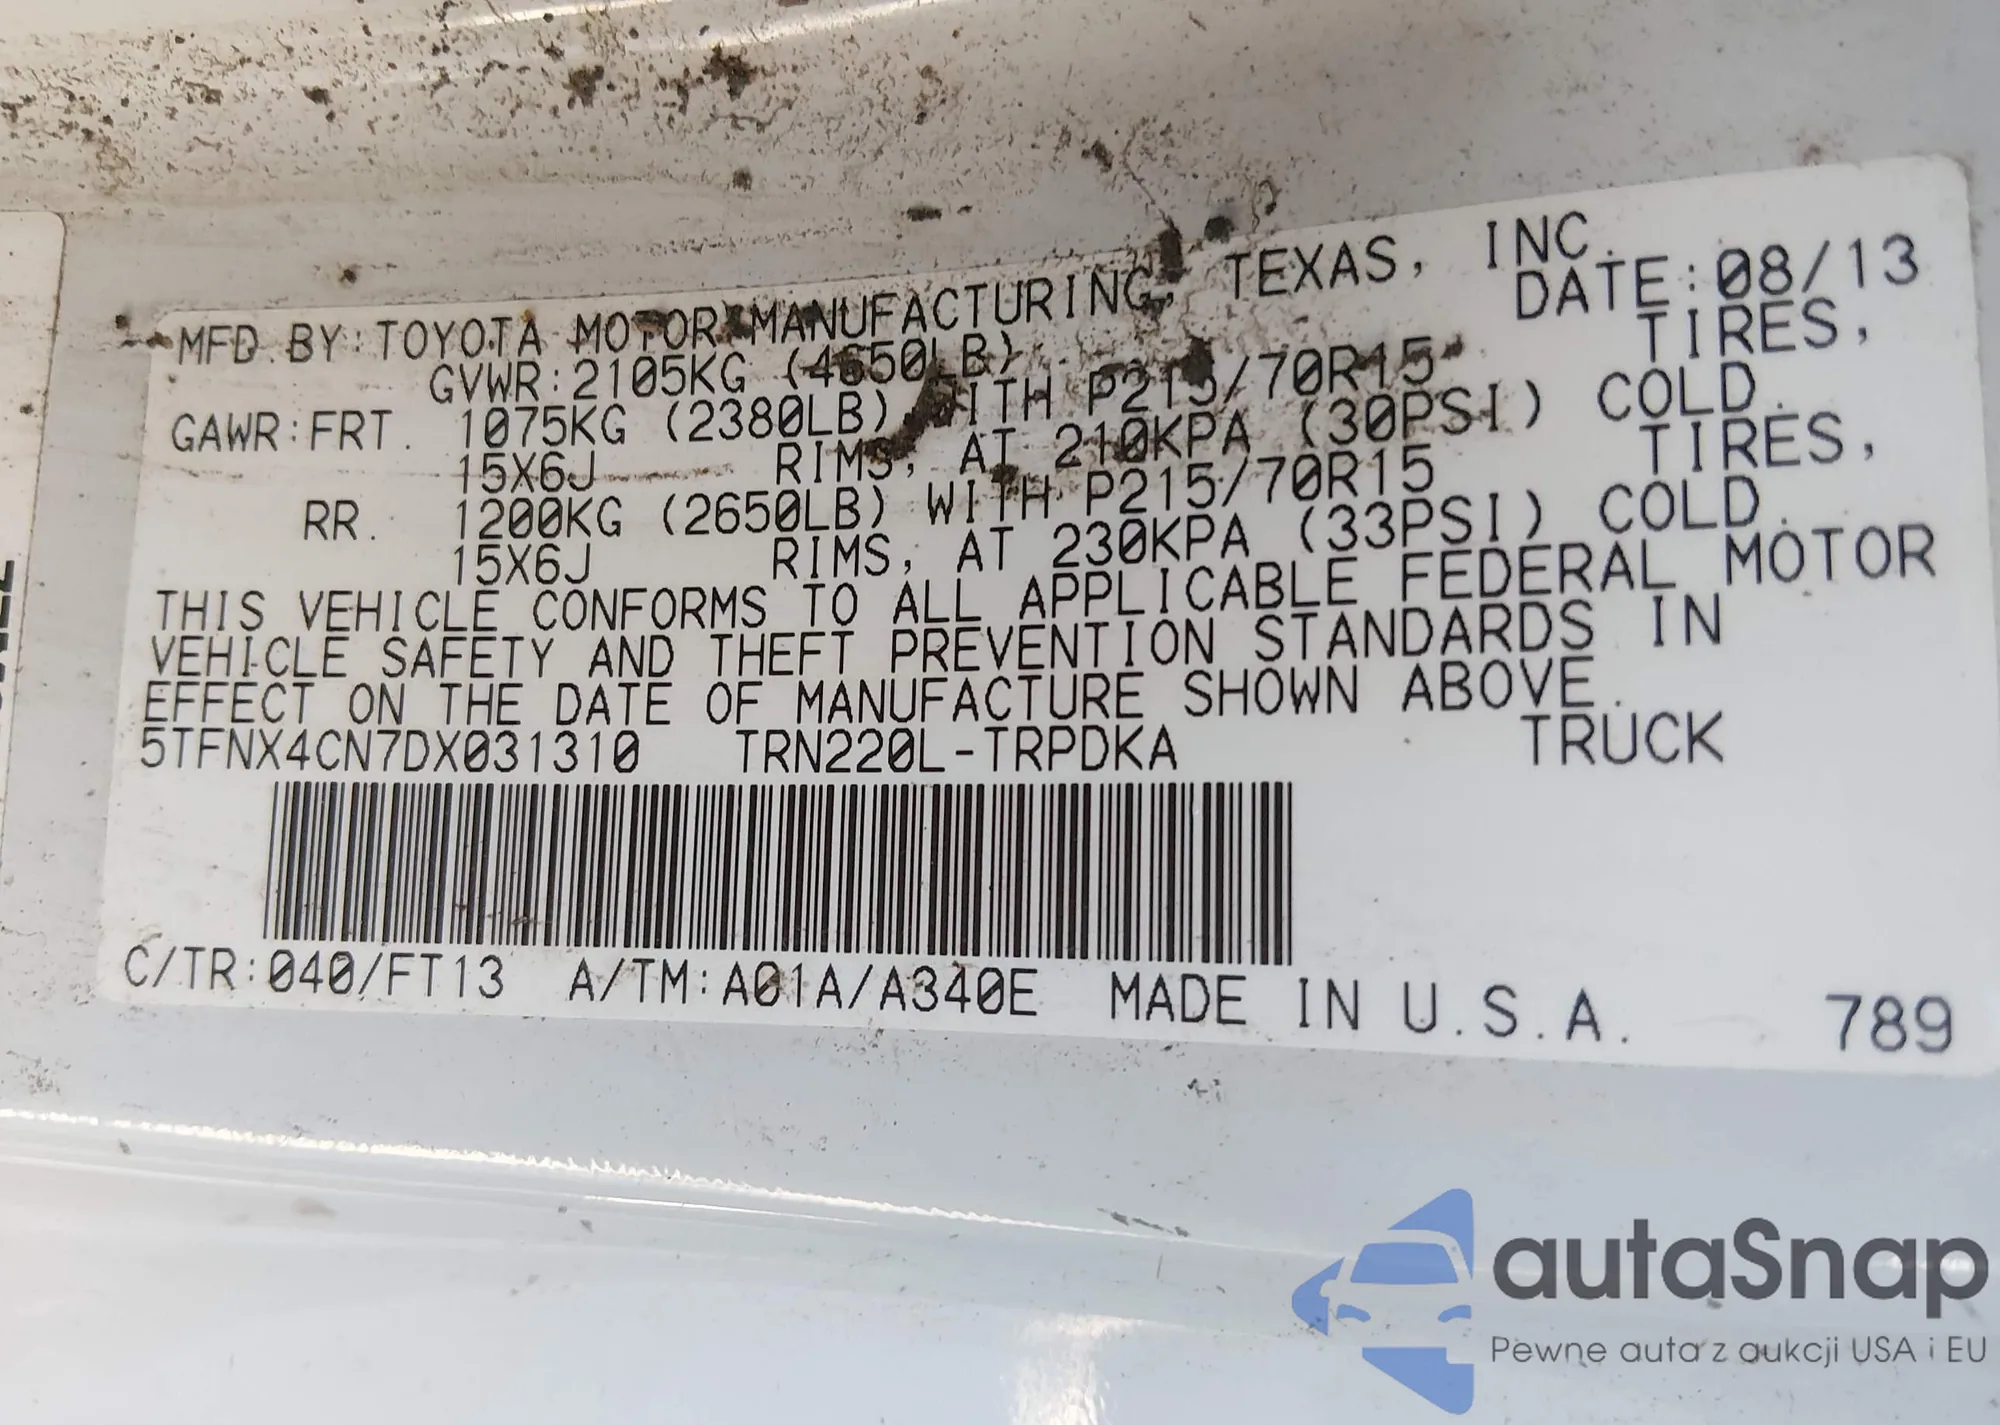 MFD.BY:TOYOTA MOTOR MANUFACTURING, TEXAS, INC.
DATE:08/13
GVWR:2105KG (4650LB)
GAWR:FRT. 1075KG (2380LB) WITH P215/70R15 TIRES,
15X6J RIMS, AT 210KPA (30PSI) COLD.
RR. 1200KG (2650LB) WITH P215/70R15 TIRES,
15X6J RIMS, AT 230KPA (33PSI) COLD.
THIS VEHICLE CONFORMS TO ALL APPLICABLE FEDERAL MOTOR
VEHICLE SAFETY AND THEFT PREVENTION STANDARDS IN
EFFECT ON THE DATE OF MANUFACTURE SHOWN ABOVE.
5TFNX4CN7DX031310 TRN220L-TRPDKA TRUCK
C/TR:040/FT13 A/TM:A01A/A340E MADE IN U.S.A. 789
autaSnap
Pewne auta z aukcji USA i EU